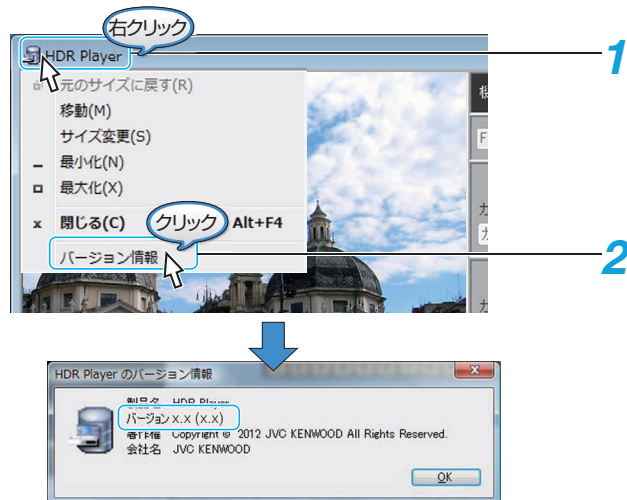 右クリック
HDR Player
1
元のサイズに戻す(R)
移動(M)
サイズ変更(S)
最小化(N)
最大化(X)
x 閉じる(C) Alt+F4
クリック
バージョン情報
2
HDR Player のバージョン情報
製品名 HDR Player
バージョン x.x (x.x)
著作権 Copyright © 2012 JVC KENWOOD All Rights Reserved.
会社名 JVC KENWOOD
OK